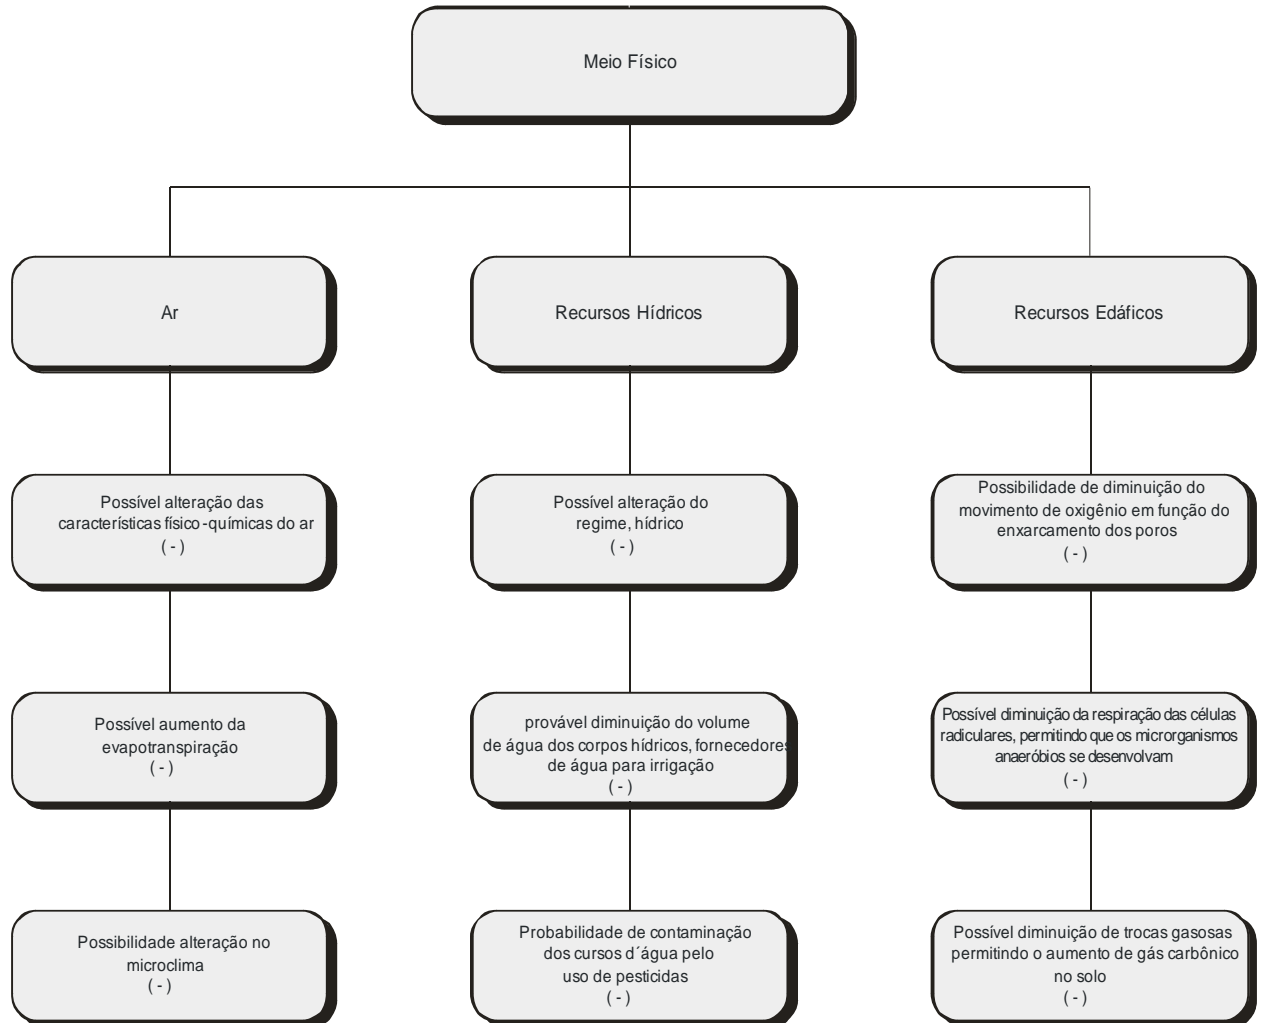 Meio Físico
Ar
Recursos Hídricos
Recursos Edáficos
Possível alteração das
características físico-químicas do ar
( - )
Possível alteração do
regime, hídrico
( - )
Possibilidade de diminuição do
movimento de oxigênio em função do
enxarcamento dos poros
( - )
Possível aumento da
evapotranspiração
( - )
provável diminuição do volume
de água dos corpos hídricos, fornecedores
de água para irrigação
( - )
Possível diminuição da respiração das células
radiculares, permitindo que os microrganismos
anaeróbios se desenvolvam
( - )
Possibilidade alteração no
microclima
( - )
Probabilidade de contaminação
dos cursos d´água pelo
uso de pesticidas
( - )
Possível diminuição de trocas gasosas
permitindo o aumento de gás carbônico
no solo
( - )